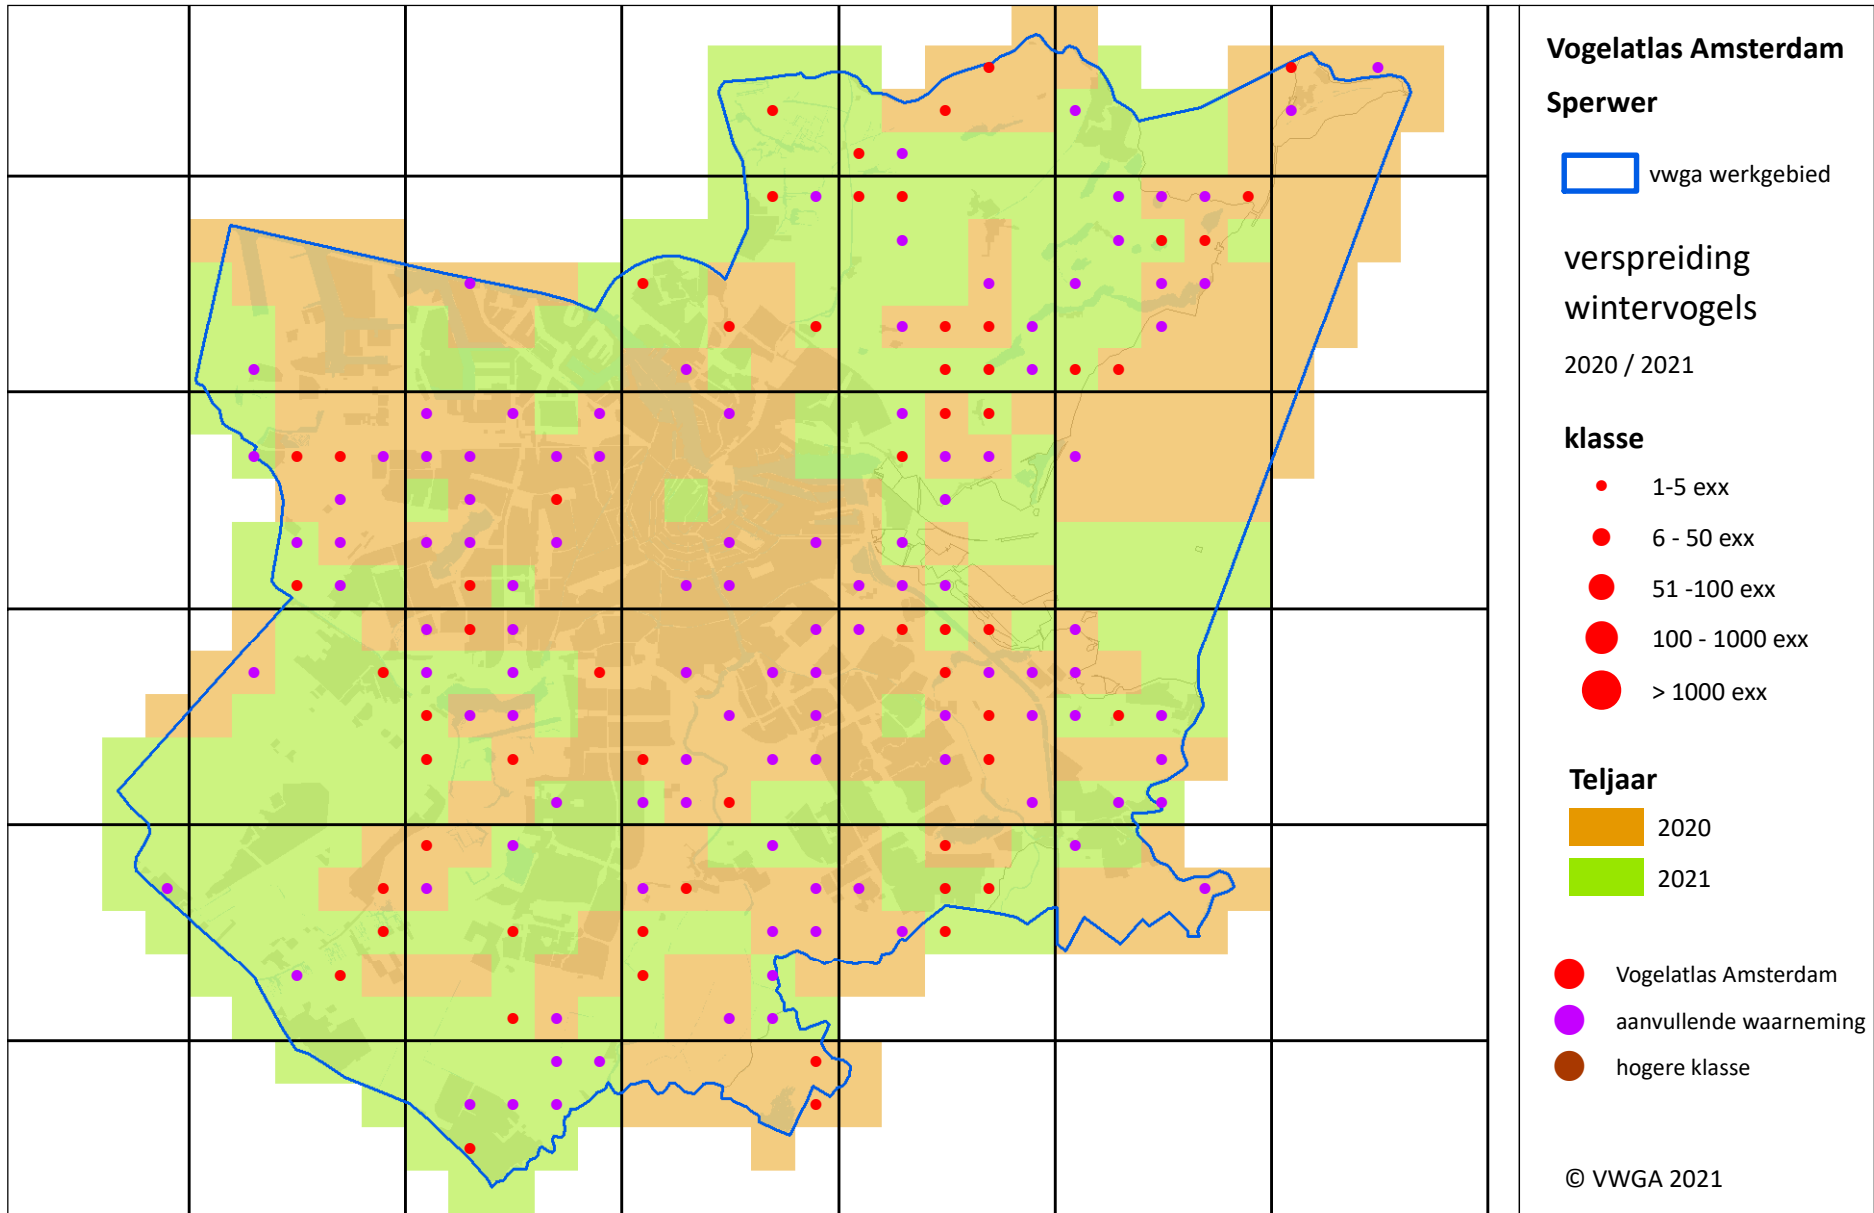 Vogelatlas Amsterdam
Sperwer
vwga werkgebied
verspreiding
wintervogels
2020 / 2021
klasse
1-5 exx
6 - 50 exx
51 -100 exx
100 - 1000 exx
> 1000 exx
Teljaar
2020
2021
Vogelatlas Amsterdam
aanvullende waarneming
hogere klasse
© VWGA 2021